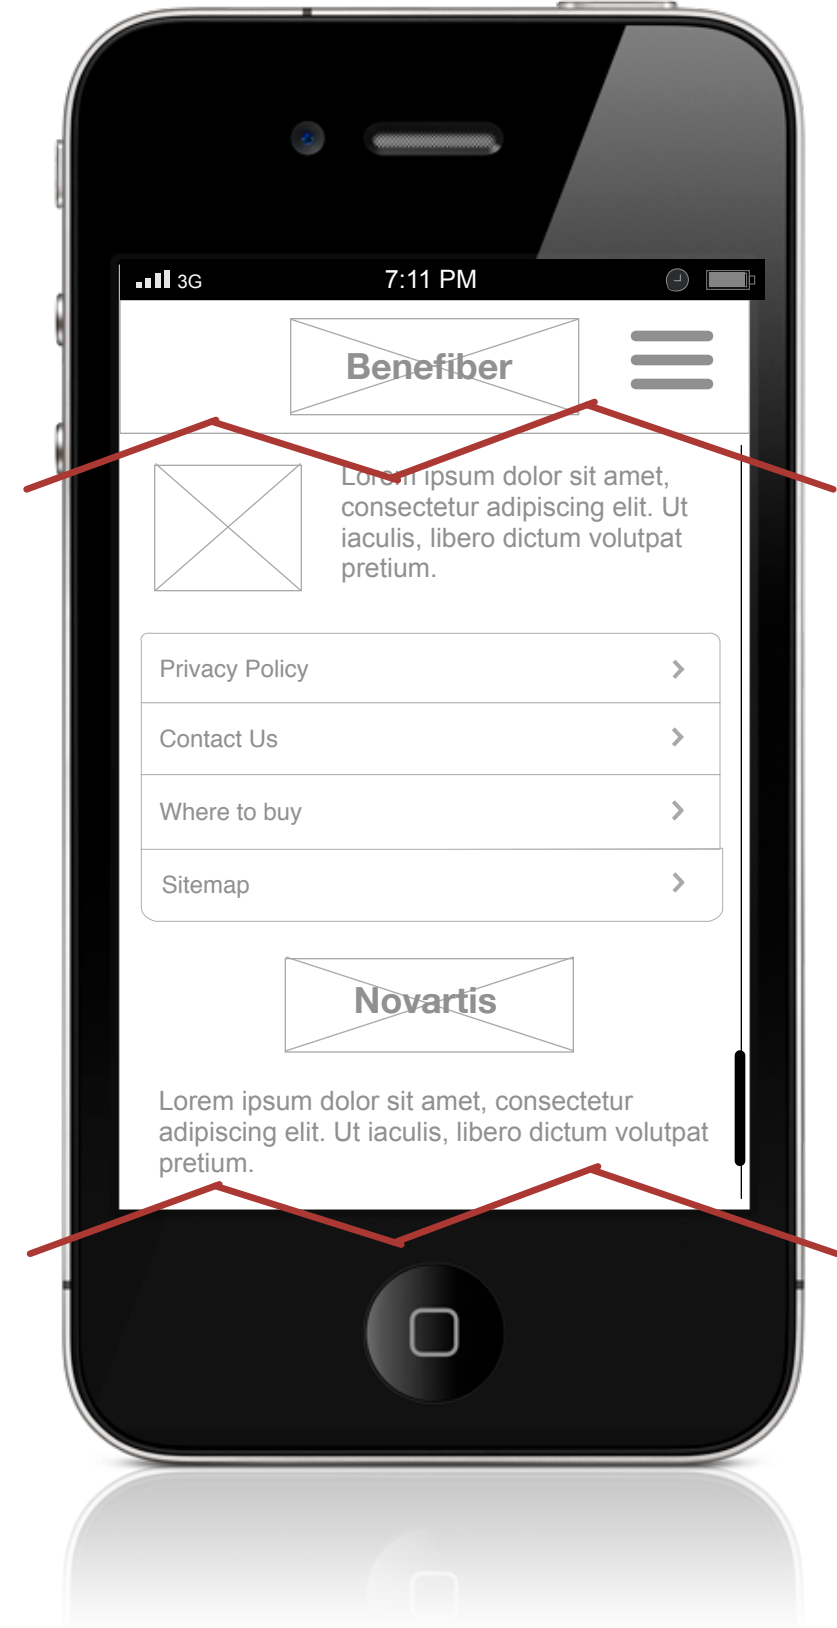 3G 7:11 PM
Benefiber
Lorem ipsum dolor sit amet,
consectetur adipiscing elit. Ut
iaculis, libero dictum volutpat
pretium.
Privacy Policy
Contact Us
Where to buy
Sitemap
Novartis
Lorem ipsum dolor sit amet, consectetur
adipiscing elit. Ut iaculis, libero dictum volutpat
pretium.